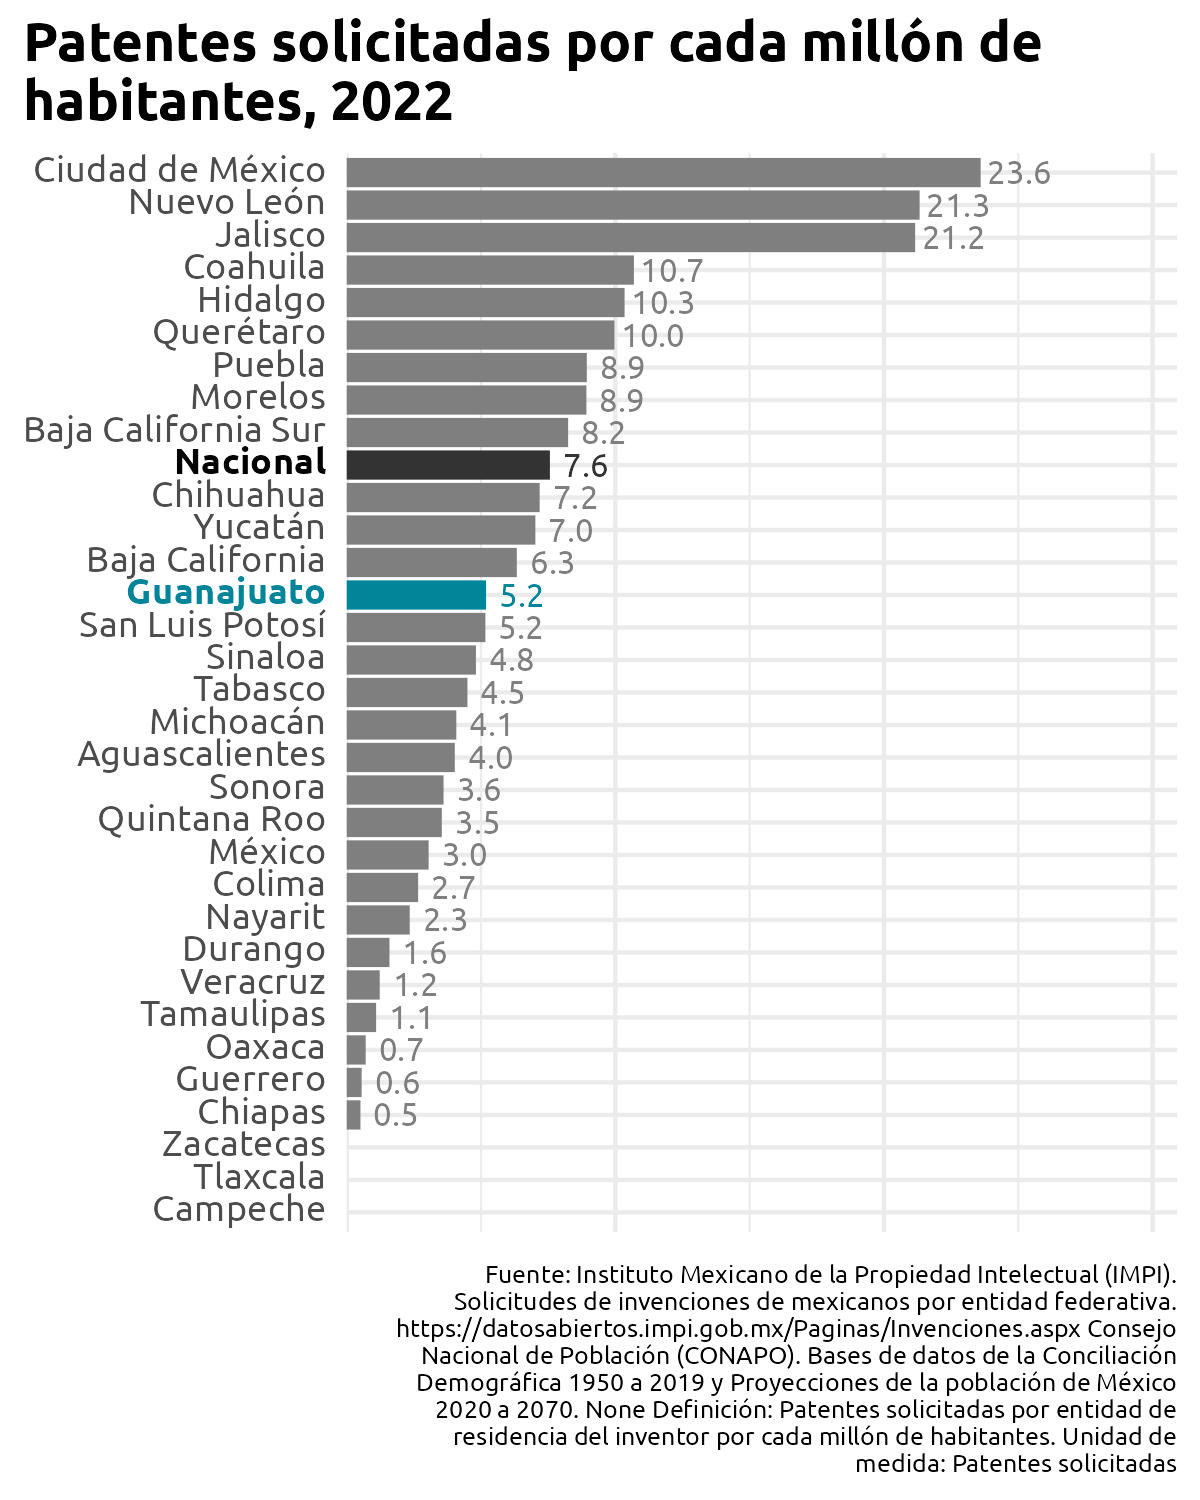 Patentes solicitadas por cada millón de
habitantes, 2022
Ciudad de México 23.6
Nuevo León 21.3
Jalisco 21.2
Coahuila 10.7
Hidalgo 10.3
Querétaro 10.0
Puebla 8.9
Morelos 8.9
Baja California Sur 8.2
Nacional 7.6
Chihuahua 7.2
Yucatán 7.0
Baja California 6.3
Guanajuato 5.2
San Luis Potosí 5.2
Sinaloa 4.8
Tabasco 4.5
Michoacán 4.1
Aguascalientes 4.0
Sonora 3.6
Quintana Roo 3.5
México 3.0
Colima 2.7
Nayarit 2.3
Durango 1.6
Veracruz 1.2
Tamaulipas 1.1
Oaxaca 0.7
Guerrero 0.6
Chiapas 0.5
Zacatecas
Tlaxcala
Campeche
Fuente: Instituto Mexicano de la Propiedad Intelectual (IMPI).
Solicitudes de invenciones de mexicanos por entidad federativa.
https://datosabiertos.impi.gob.mx/Paginas/Invenciones.aspx Consejo
Nacional de Población (CONAPO). Bases de datos de la Conciliación
Demográfica 1950 a 2019 y Proyecciones de la población de México
2020 a 2070. None Definición: Patentes solicitadas por entidad de
residencia del inventor por cada millón de habitantes. Unidad de
medida: Patentes solicitadas